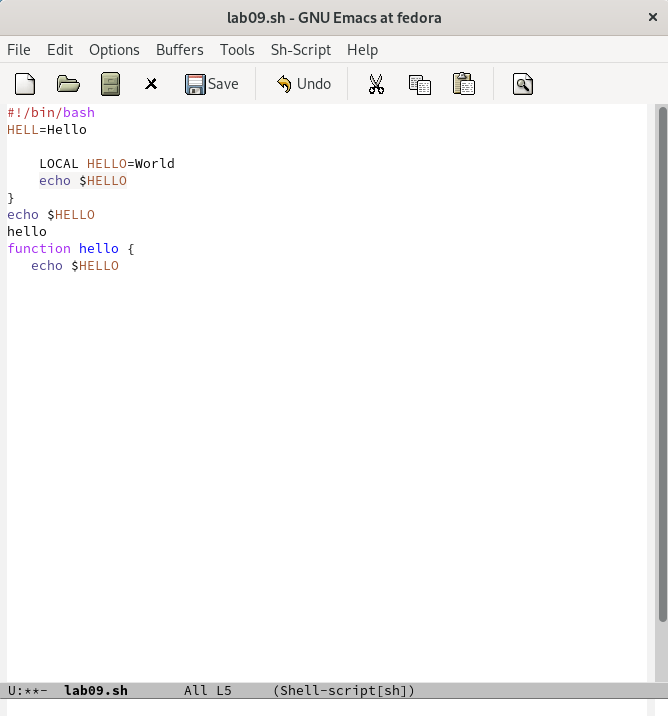 lab09.sh - GNU Emacs at fedora
File Edit Options Buffers Tools Sh-Script Help
Save Undo
#!/bin/bash
HELL=Hello
LOCAL HELLO=World
echo $HELLO
}
echo $HELLO
hello
function hello {
echo $HELLO
U:**- lab09.sh All L5 (Shell-script[sh])